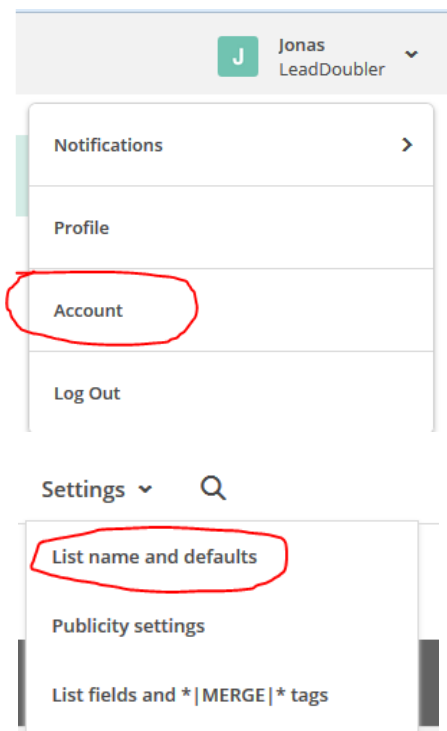 J
Jonas
LeadDoubler
Notifications
Profile
Account
Log Out
Settings
List name and defaults
Publicity settings
List fields and *|MERGE|* tags